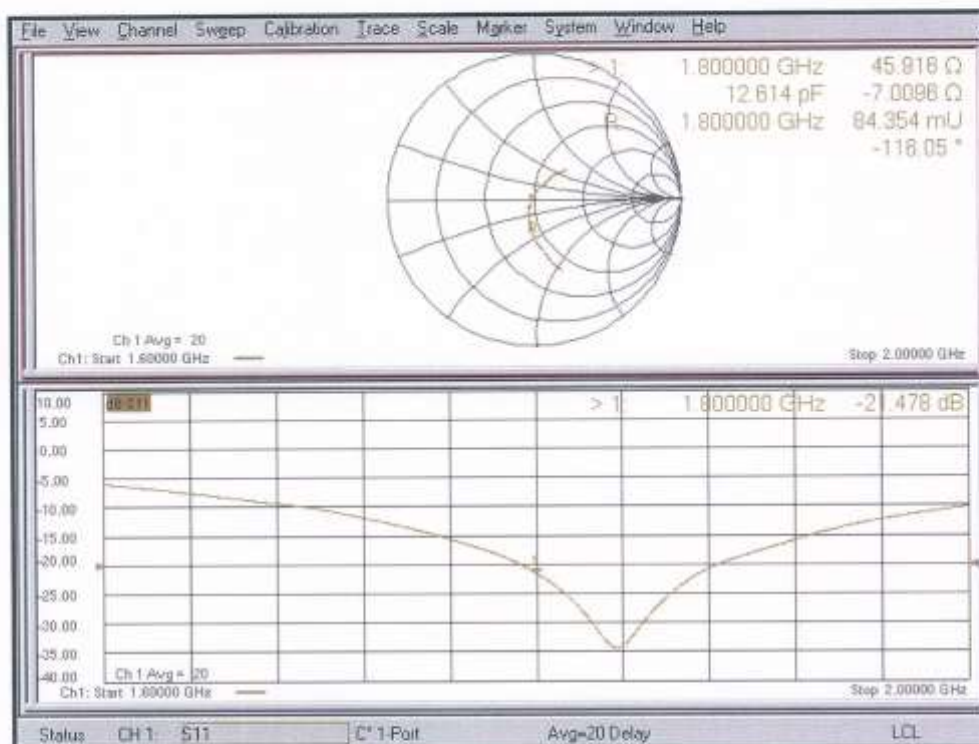 File View Channel Sweep Calibration Trace Scale Marker System Window Help
> 1 1.800000 GHz 45.916 Ω
12.614 pF -7.0096 Ω
R 1.800000 GHz 84.354 mU
-118.05 °
Ch 1 Avg = 20
Ch1: Start 1.60000 GHz
Stop 2.00000 GHz
10.00
dB S11
> 1 1.800000 GHz -21.478 dB
5.00
0.00
-5.00
-10.00
-15.00
-20.00
-25.00
-30.00
-35.00
-40.00
Ch 1 Avg = 20
Ch1: Start 1.60000 GHz
Stop 2.00000 GHz
Status CH 1: S11 C* 1-Port Avg=20 Delay LCL